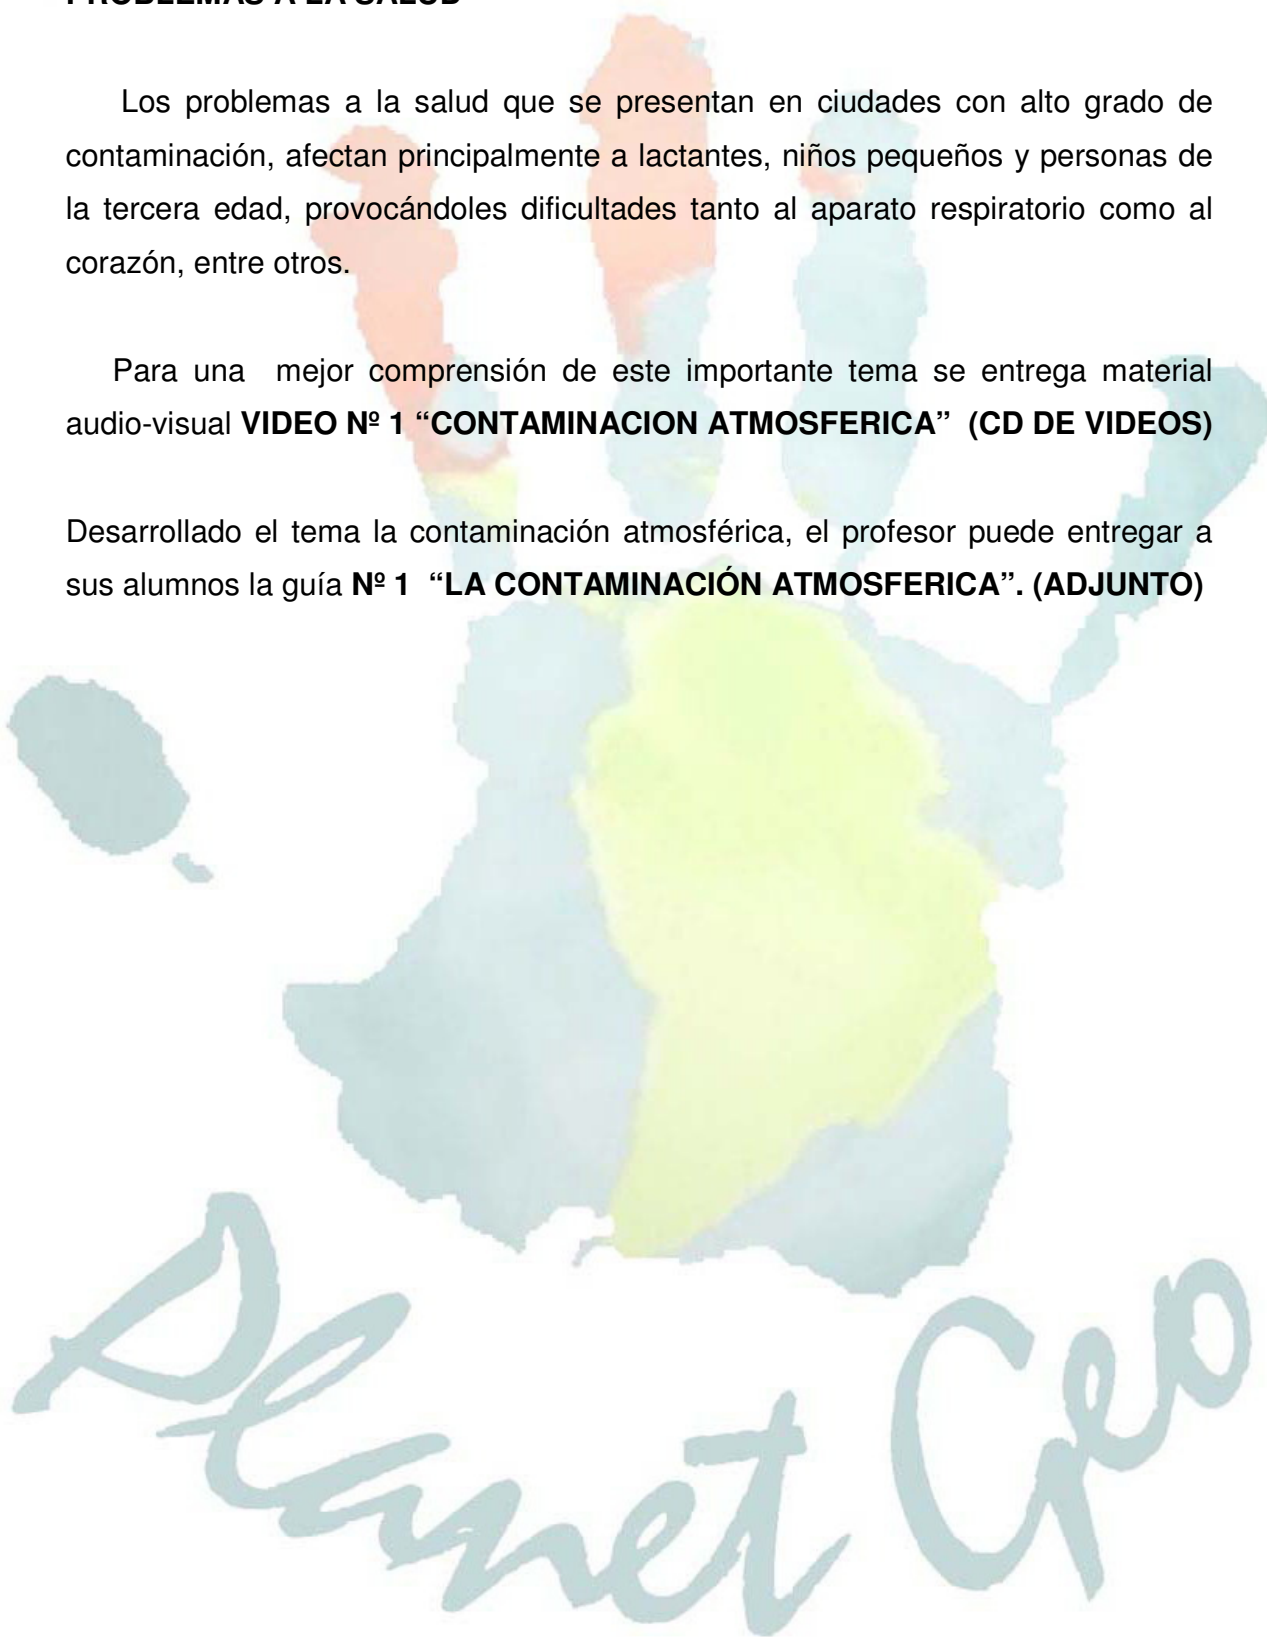 PROBLEMAS A LA SALUD
Los problemas a la salud que se presentan en ciudades con alto grado de
contaminación, afectan principalmente a lactantes, niños pequeños y personas de
la tercera edad, provocándoles dificultades tanto al aparato respiratorio como al
corazón, entre otros.
Para una mejor comprensión de este importante tema se entrega material
audio-visual VIDEO Nº 1 “CONTAMINACION ATMOSFERICA” (CD DE VIDEOS)
Desarrollado el tema la contaminación atmosférica, el profesor puede entregar a
sus alumnos la guía Nº 1 “LA CONTAMINACIÓN ATMOSFERICA”. (ADJUNTO)
Planet Geo